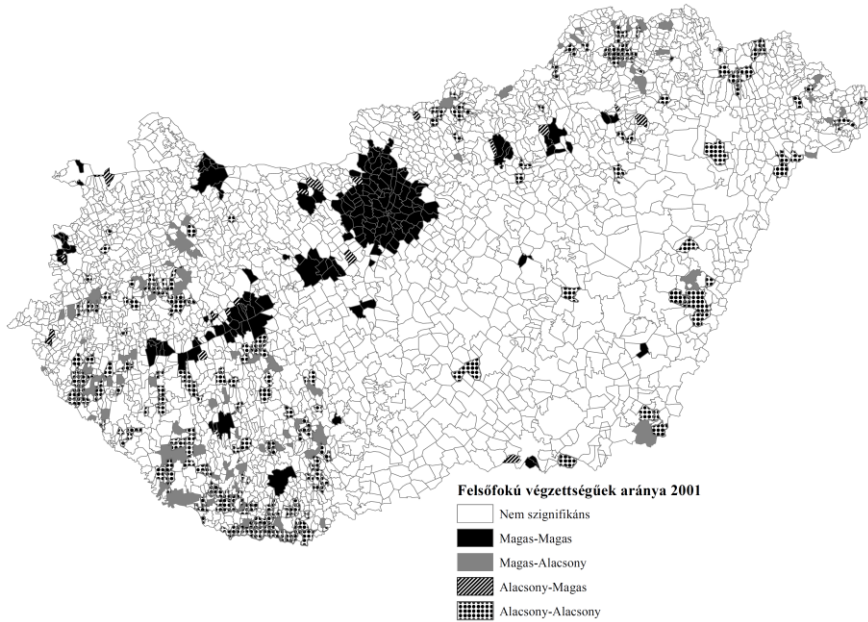 Felsőfokú végzettségűek aránya 2001
Nem szignifikáns
Magas-Magas
Magas-Alacsony
Alacsony-Magas
Alacsony-Alacsony